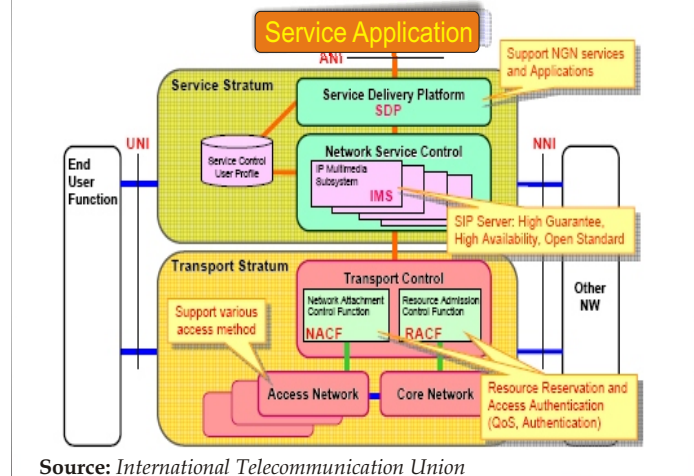 Service Application
ANI
Support NGN services
and Applications
Service Stratum
Service Delivery Platform
SDP
UNI
NNI
End
User
Function
Service Control
User Profile
Network Service Control
IP Multimedia
Subsystem
IMS
SIP Server: High Guarantee,
High Availability, Open Standard
Transport Stratum
Transport Control
Other
NW
Support various
access method
Network Attachment
Control Function
NACF
Resource Admission
Control Function
RACF
Access Network
Core Network
Resource Reservation and
Access Authentication
(QoS, Authentication)
Source: International Telecommunication Union